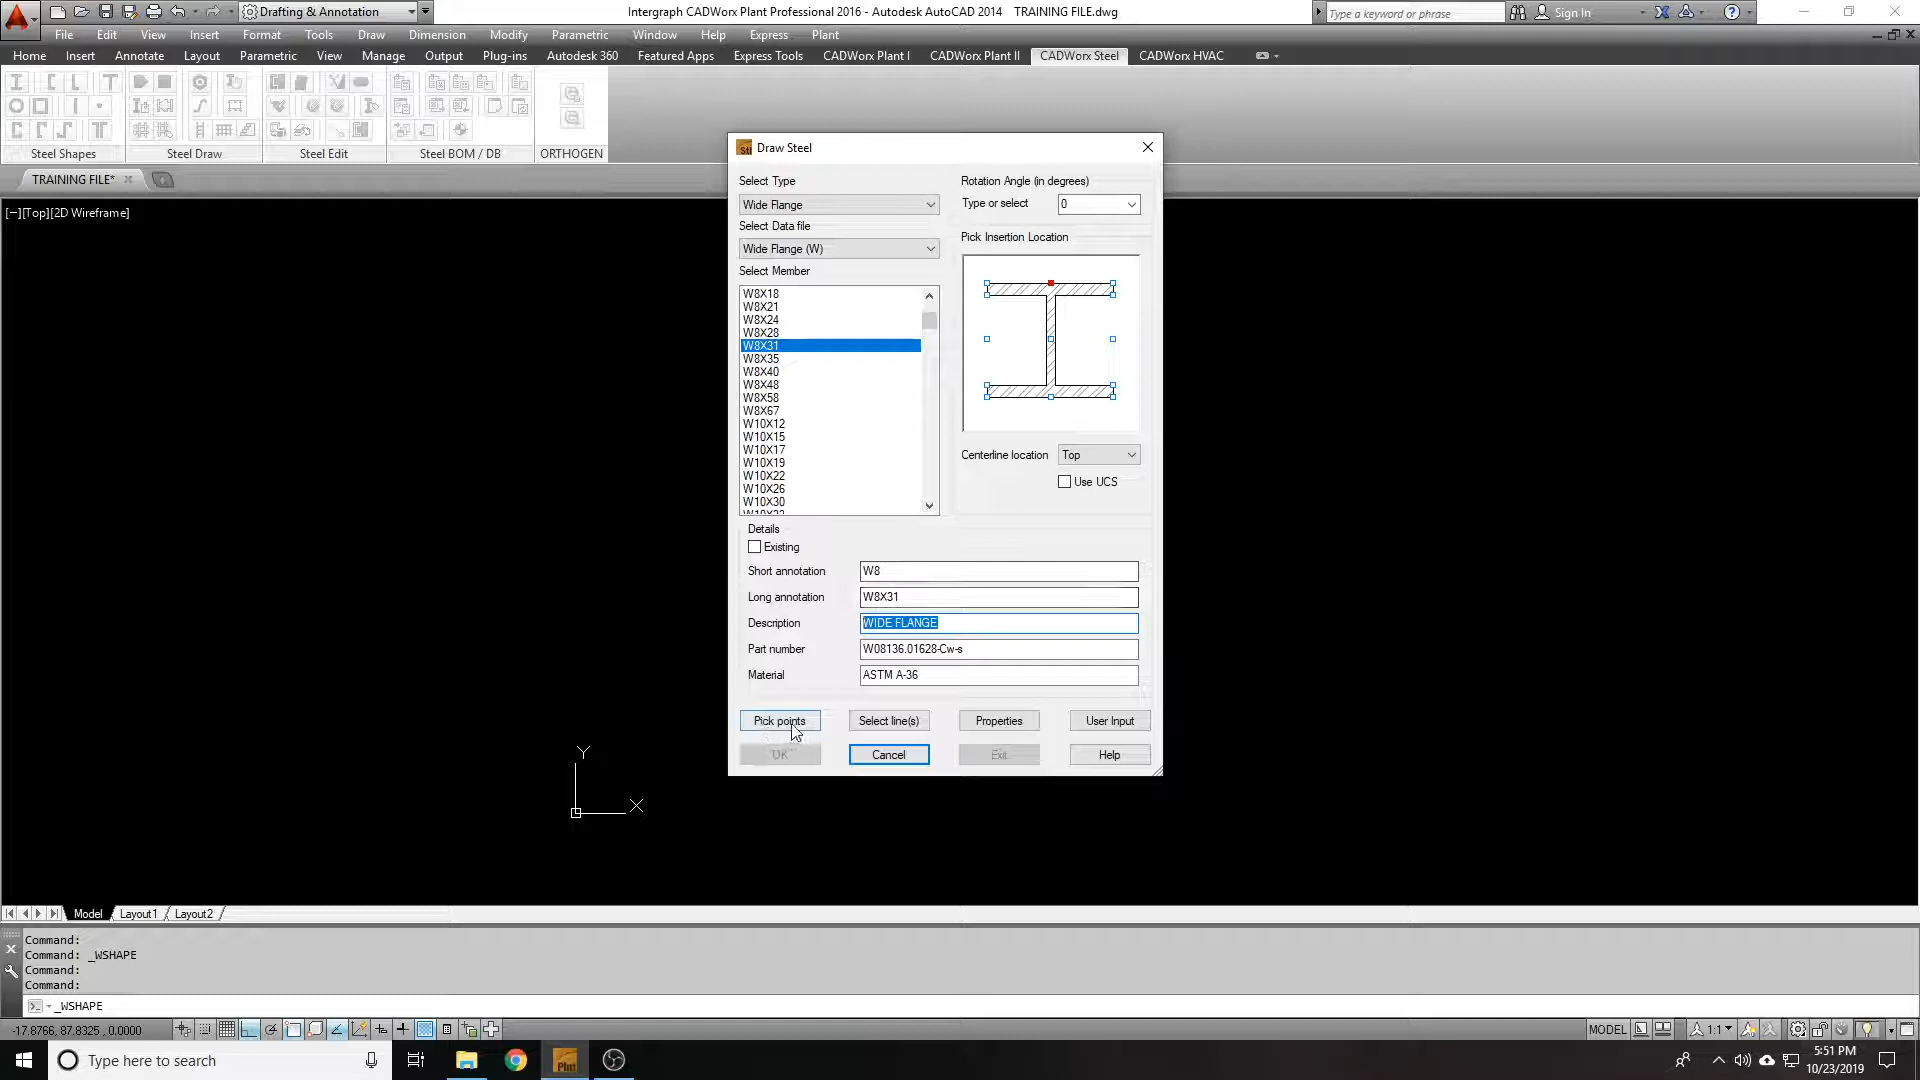 Drafting & Annotation
Intergraph CADWorx Plant Professional 2016 - Autodesk AutoCAD 2014 TRAINING FILE.dwg
Type a keyword or phrase
Sign In
File Edit View Insert Format Tools Draw Dimension Modify Parametric Window Help Express Plant
Home Insert Annotate Layout Parametric View Manage Output Plug-ins Autodesk 360 Featured Apps Express Tools CADWorx Plant I CADWorx Plant II CADWorx Steel CADWorx HVAC
Steel Shapes Steel Draw Steel Edit Steel BOM / DB ORTHOGEN
TRAINING FILE*
[−][Top][2D Wireframe]
Stl Draw Steel
Select Type
Wide Flange
Select Data file
Wide Flange (W)
Select Member
W8X18
W8X21
W8X24
W8X28
W8X31
W8X35
W8X40
W8X48
W8X58
W8X67
W10X12
W10X15
W10X17
W10X19
W10X22
W10X26
W10X30
Rotation Angle (in degrees)
Type or select 0
Pick Insertion Location
Centerline location Top
Use UCS
Details
Existing
Short annotation W8
Long annotation W8X31
Description WIDE FLANGE
Part number W08136.01628-Cw-s
Material ASTM A-36
Pick points Select line(s) Properties User Input
OK Cancel Exit Help
Y
X
Model Layout1 Layout2
Command:
Command: _WSHAPE
Command:
Command:
_WSHAPE
-17.8766, 87.8325 , 0.0000
MODEL 1:1
Type here to search
5:51 PM
10/23/2019